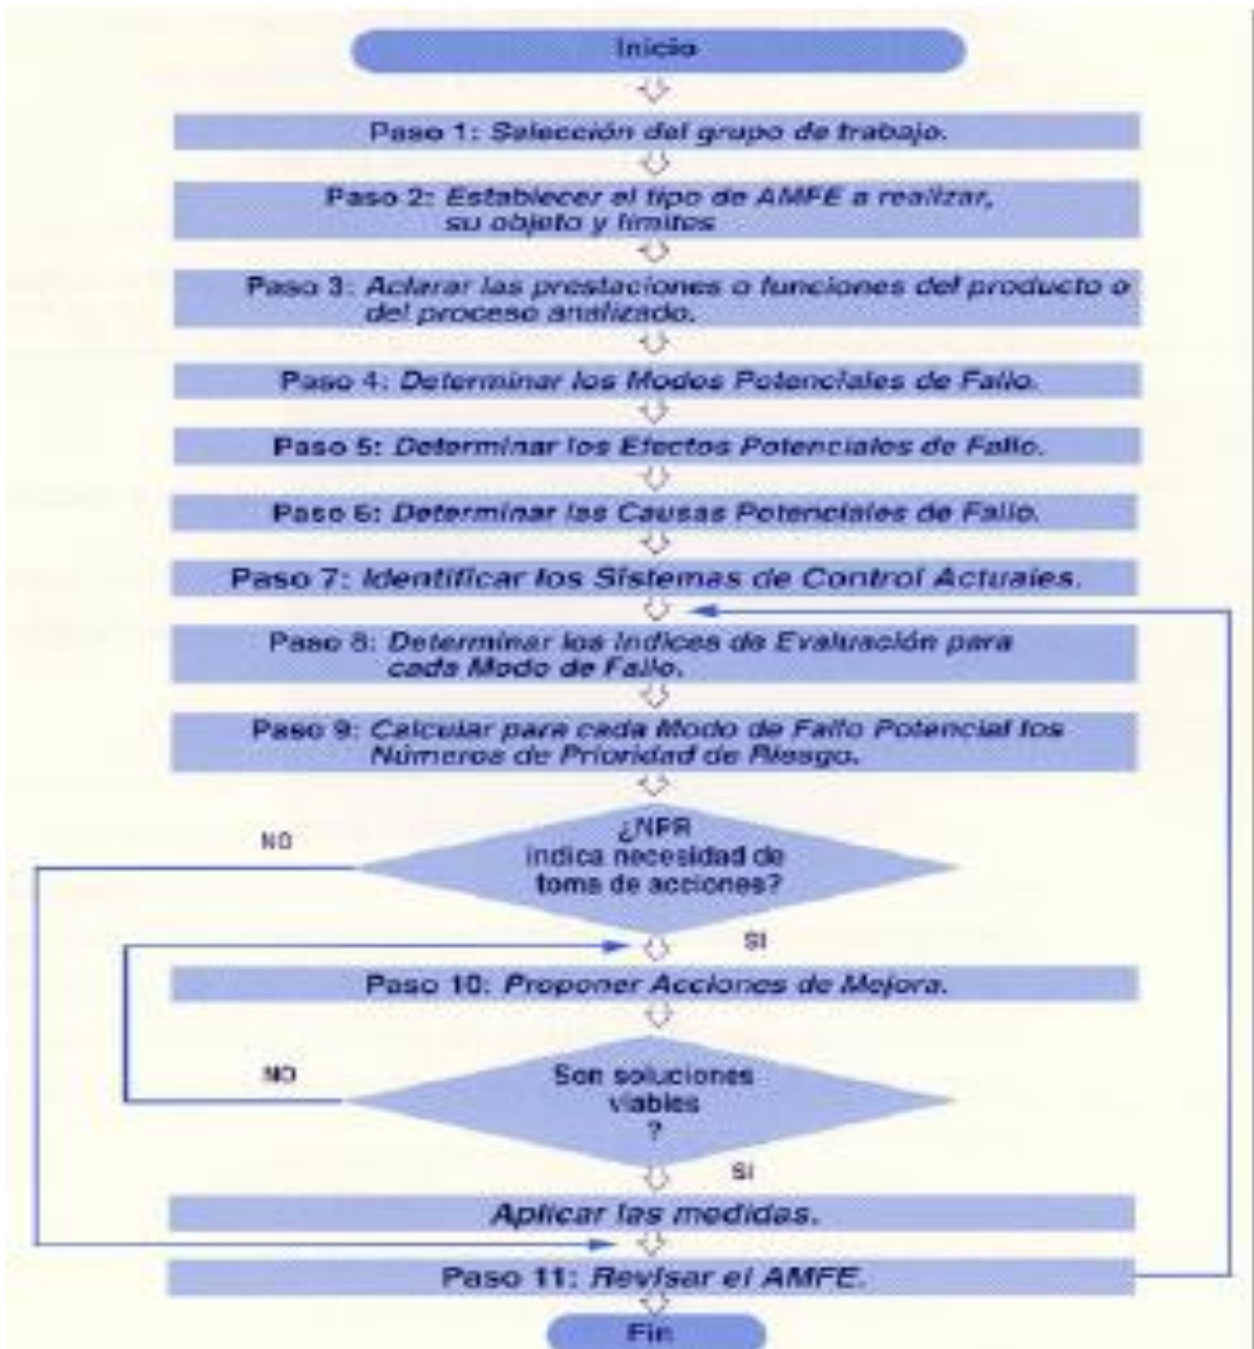 Inicio
Paso 1: Selección del grupo de trabajo.
Paso 2: Establecer el tipo de AMFE a realizar,
su objeto y límites
Paso 3: Aclarar las prestaciones o funciones del producto o
del proceso analizado.
Paso 4: Determinar los Modos Potenciales de Fallo.
Paso 5: Determinar los Efectos Potenciales de Fallo.
Paso 6: Determinar las Causas Potenciales de Fallo.
Paso 7: Identificar los Sistemas de Control Actuales.
Paso 8: Determinar los índices de Evaluación para
cada Modo de Fallo.
Paso 9: Calcular para cada Modo de Fallo Potencial los
Números de Prioridad de Riesgo.
¿NPR
indica necesidad de
toma de acciones?
NO
SI
Paso 10: Proponer Acciones de Mejora.
Son soluciones
viables
?
NO
SI
Aplicar las medidas.
Paso 11: Revisar el AMFE.
Fin